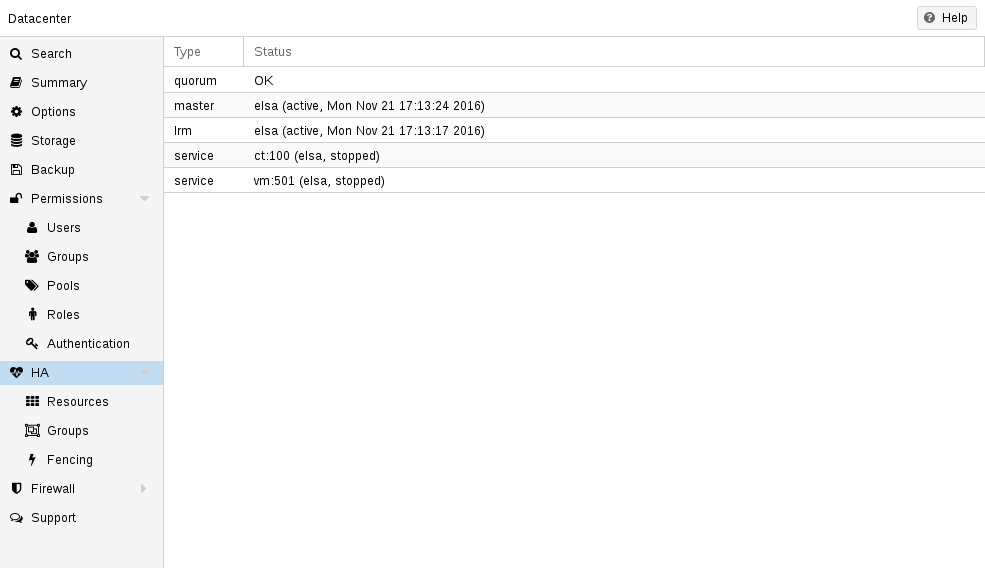 Datacenter
Help
Search
Summary
Options
Storage
Backup
Permissions
Users
Groups
Pools
Roles
Authentication
HA
Resources
Groups
Fencing
Firewall
Support
Type Status
quorum OK
master elsa (active, Mon Nov 21 17:13:24 2016)
lrm elsa (active, Mon Nov 21 17:13:17 2016)
service ct:100 (elsa, stopped)
service vm:501 (elsa, stopped)